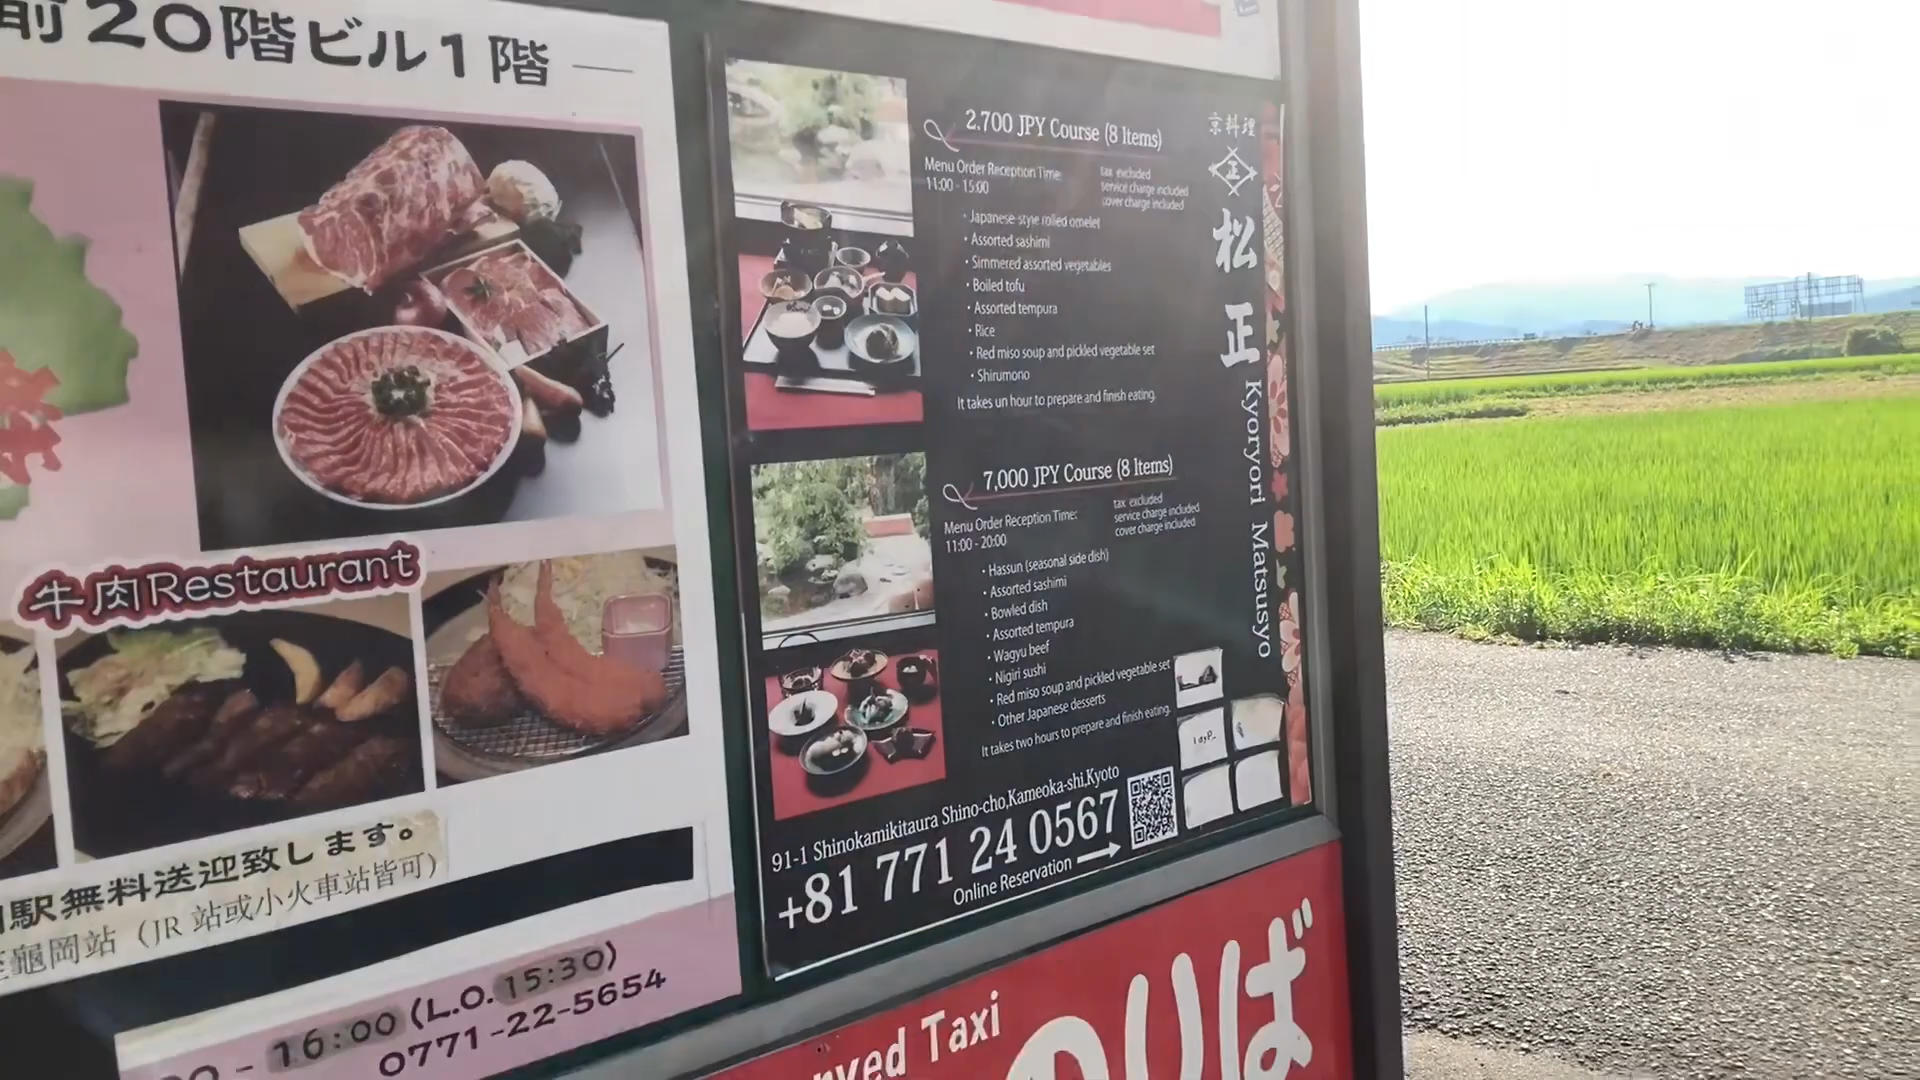 前20階ビル1階
牛肉Restaurant
駅無料送迎致します。
龜岡站（JR 站或小火車站皆可）
16:00 (L.O. 15:30)
0771-22-5654
2,700 JPY Course (8 Items)
Menu Order Reception Time:
11:00 - 15:00
tax excluded
service charge included
cover charge included
・Japanese-style rolled omelet
・Assorted sashimi
・Simmered assorted vegetables
・Boiled tofu
・Assorted tempura
・Rice
・Red miso soup and pickled vegetable set
・Shirumono
It takes un hour to prepare and finish eating.
7,000 JPY Course (8 Items)
Menu Order Reception Time:
11:00 - 20:00
tax excluded
service charge included
cover charge included
・Hassun (seasonal side dish)
・Assorted sashimi
・Bowled dish
・Assorted tempura
・Wagyu beef
・Nigiri sushi
・Red miso soup and pickled vegetable set
・Other Japanese desserts
It takes two hours to prepare and finish eating.
京料理
正
松正
Kyoryori Matsusyo
91-1 Shinokamikitaura Shino-cho,Kameoka-shi,Kyoto
+81 771 24 0567
Online Reservation
Taxi
のりば